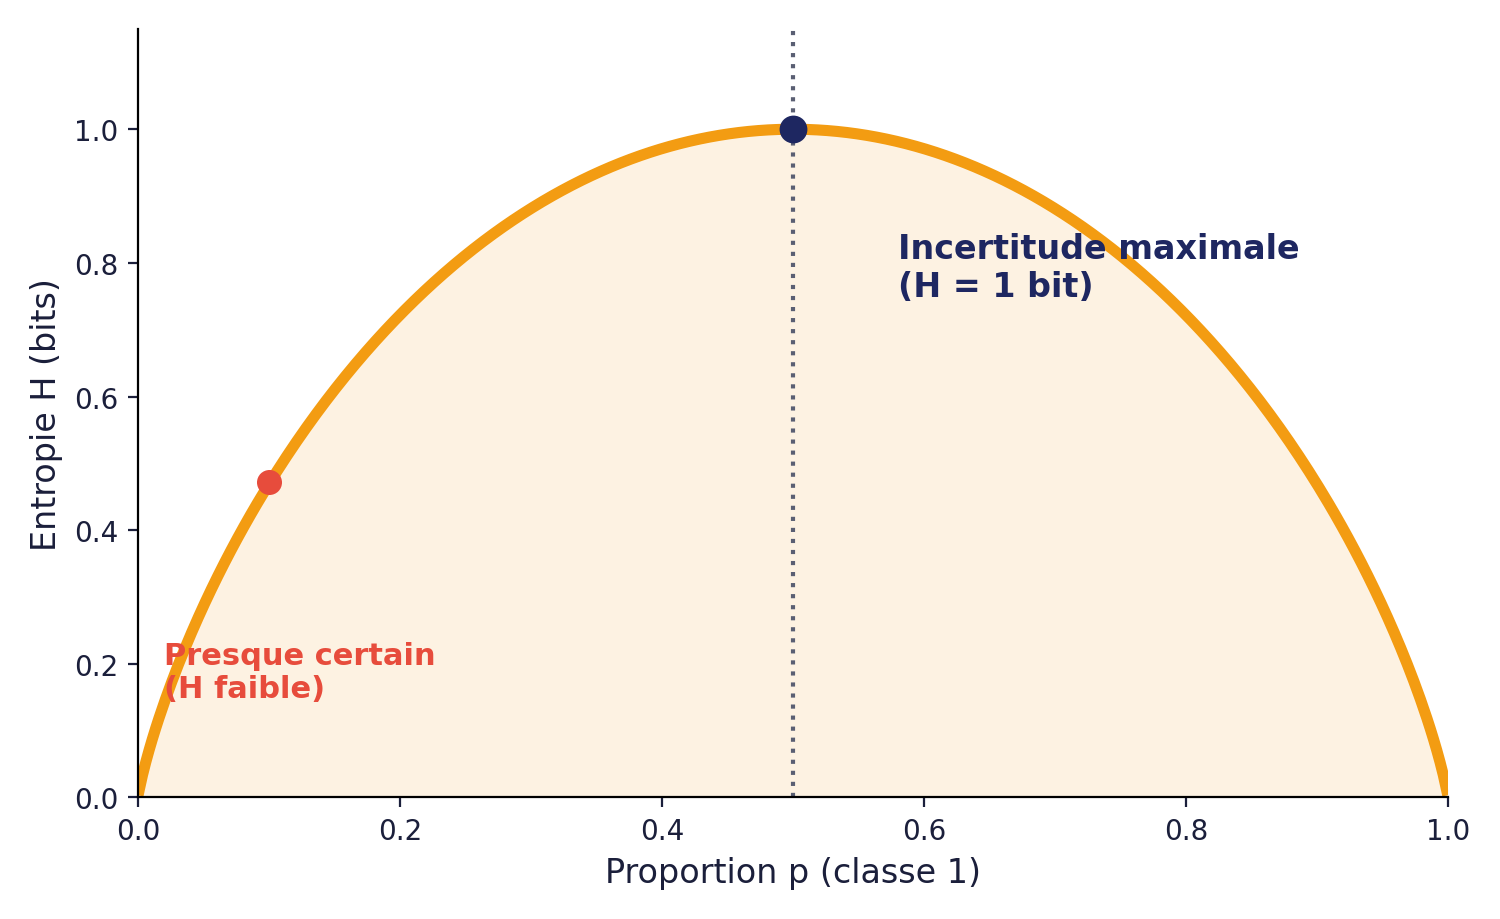 1.0
Incertitude maximale
0.8
(H = 1 bit)
Entropie H (bits)
0.6
0.4
Presque certain
0.2
(H faible)
0.0
0.0 0.2 0.4 0.6 0.8 1.0
Proportion p (classe 1)